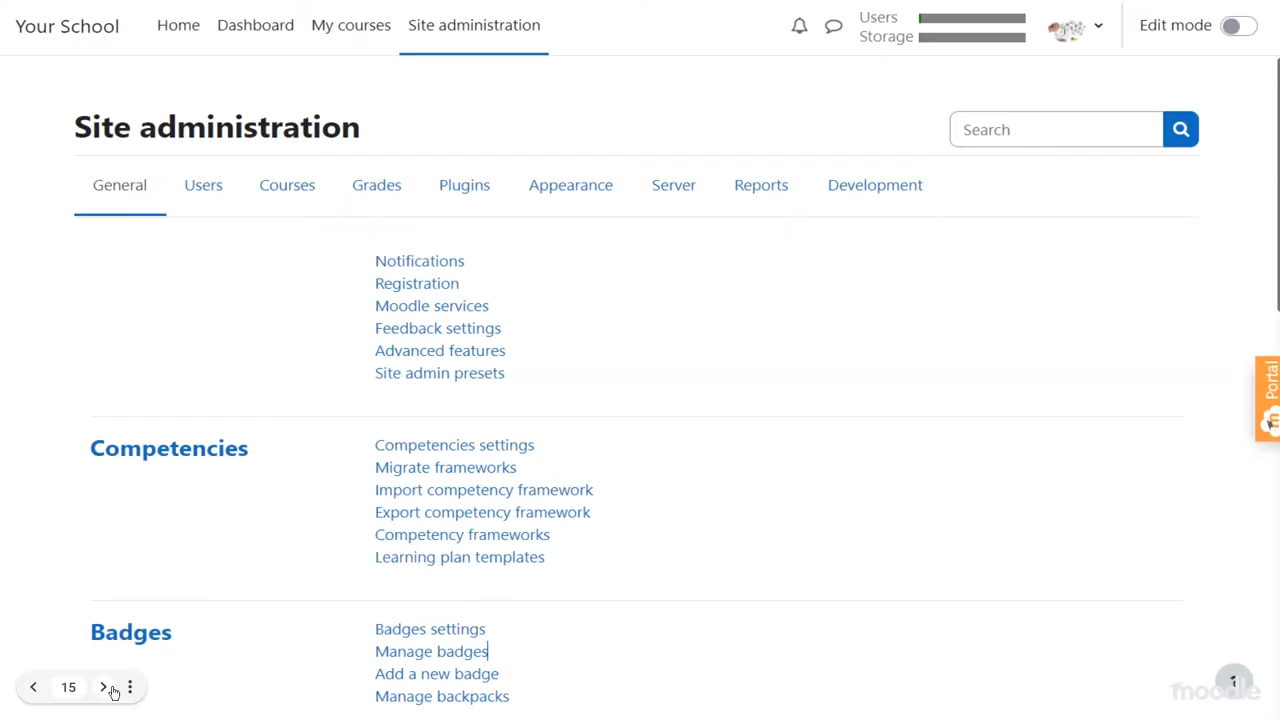 Your School
Home
Dashboard
My courses
Site administration
Users
Storage
Edit mode
Site administration
Search
General
Users
Courses
Grades
Plugins
Appearance
Server
Reports
Development
Notifications
Registration
Moodle services
Feedback settings
Advanced features
Site admin presets
Portal
Competencies
Competencies settings
Migrate frameworks
Import competency framework
Export competency framework
Competency frameworks
Learning plan templates
Badges
Badges settings
Manage badges
Add a new badge
Manage backpacks
15
moodle